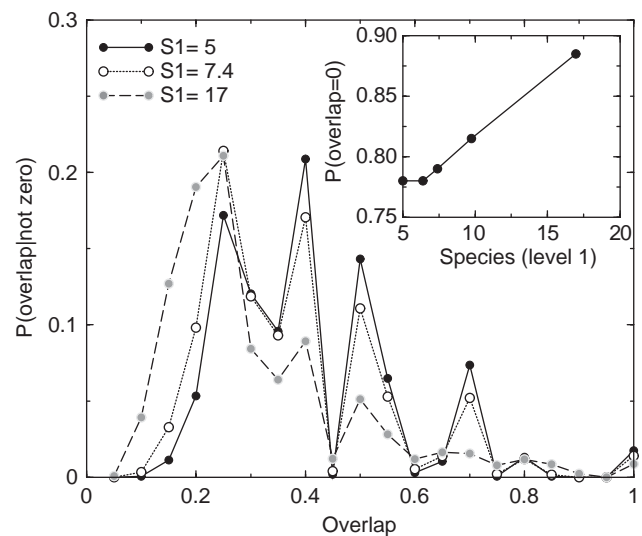 0.3
S1= 5
S1= 7.4
S1= 17
0.2
0.1
0
P(overlap|not zero)
0 0.2 0.4 0.6 0.8 1
Overlap
0.90
0.85
0.80
0.75
P(overlap=0)
5 10 15 20
Species (level 1)